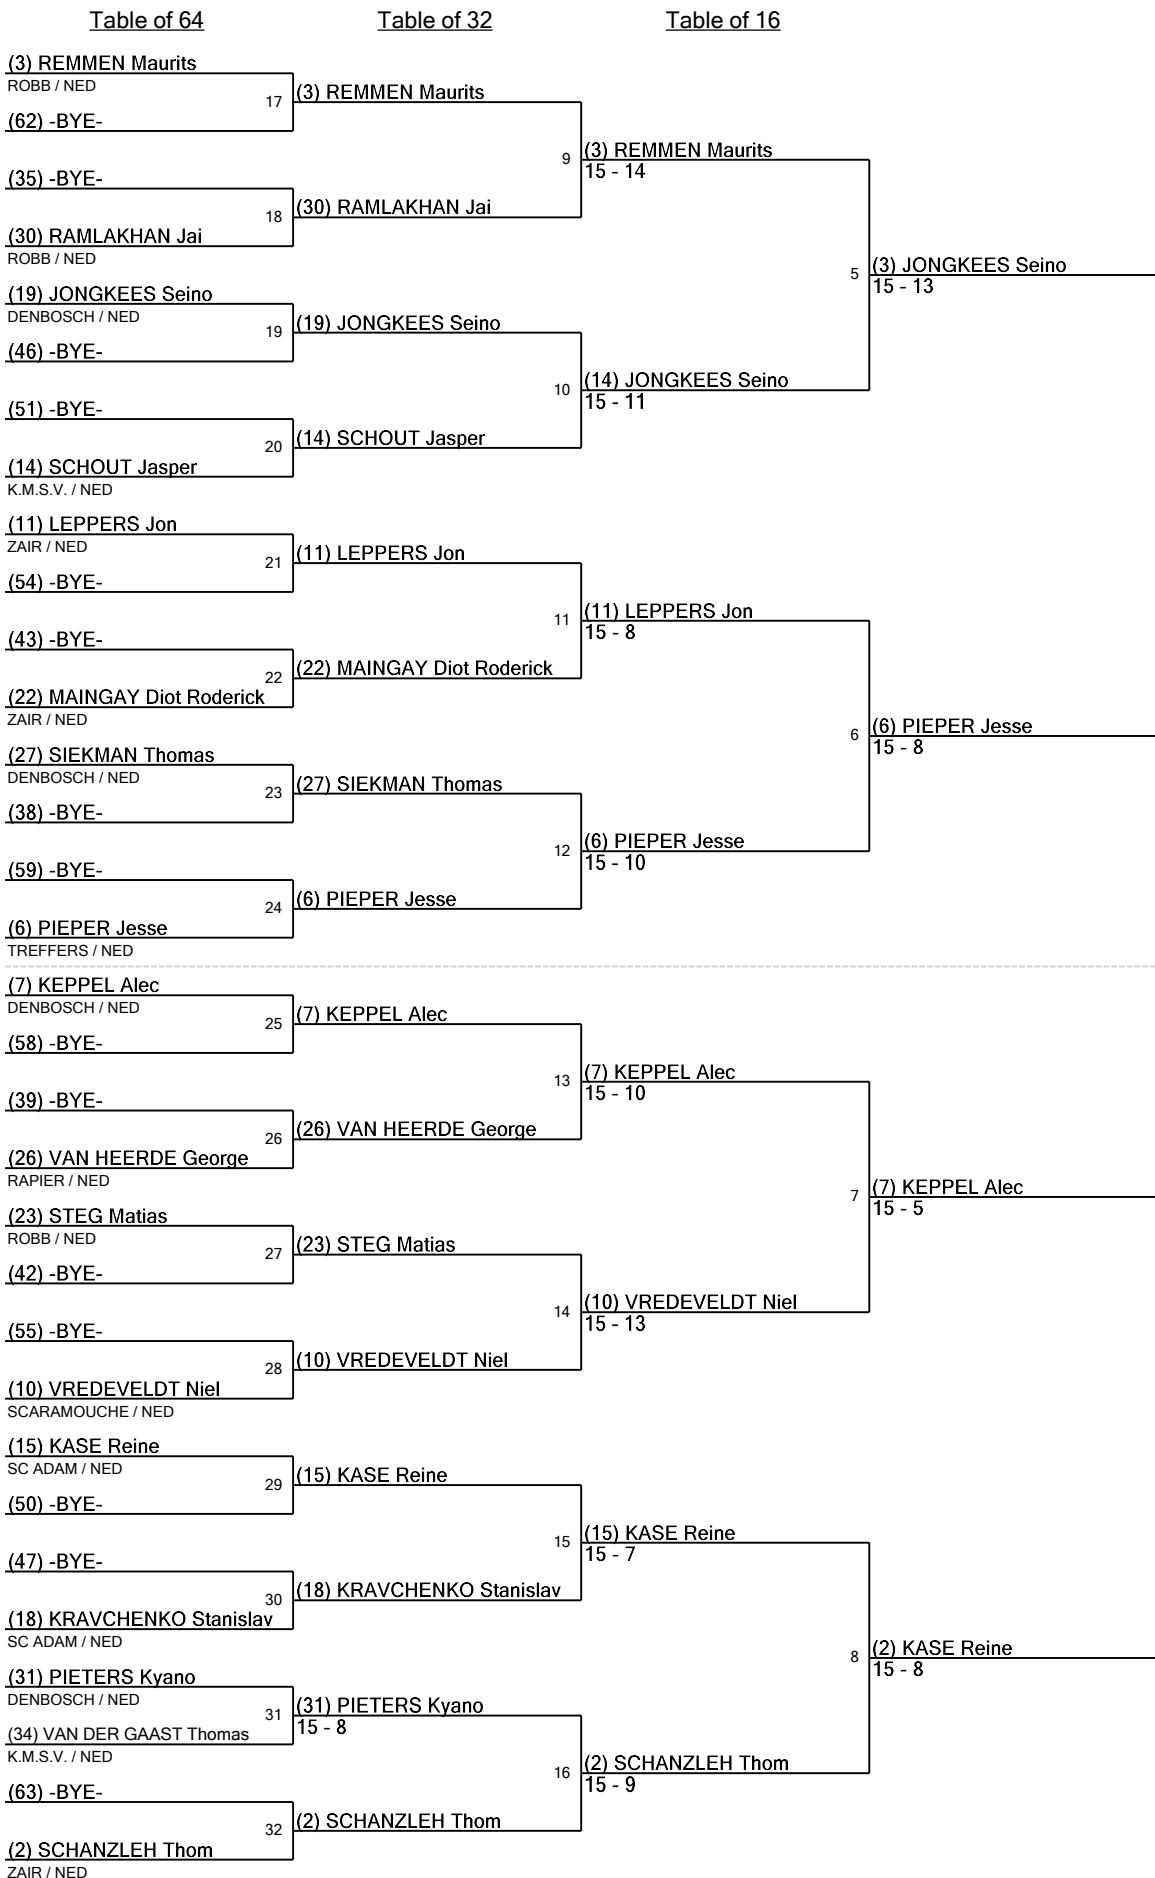 Table of 64
Table of 32
Table of 16
(3) REMMEN Maurits
ROBB / NED
17
(3) REMMEN Maurits
(62) -BYE-
9
(3) REMMEN Maurits
15 - 14
(35) -BYE-
18
(30) RAMLAKHAN Jai
(30) RAMLAKHAN Jai
ROBB / NED
5
(3) JONGKEES Seino
15 - 13
(19) JONGKEES Seino
DENBOSCH / NED
19
(19) JONGKEES Seino
(46) -BYE-
10
(14) JONGKEES Seino
15 - 11
(51) -BYE-
20
(14) SCHOUT Jasper
(14) SCHOUT Jasper
K.M.S.V. / NED
(11) LEPPERS Jon
ZAIR / NED
21
(11) LEPPERS Jon
(54) -BYE-
11
(11) LEPPERS Jon
15 - 8
(43) -BYE-
22
(22) MAINGAY Diot Roderick
(22) MAINGAY Diot Roderick
ZAIR / NED
6
(6) PIEPER Jesse
15 - 8
(27) SIEKMAN Thomas
DENBOSCH / NED
23
(27) SIEKMAN Thomas
(38) -BYE-
12
(6) PIEPER Jesse
15 - 10
(59) -BYE-
24
(6) PIEPER Jesse
(6) PIEPER Jesse
TREFFERS / NED
(7) KEPPEL Alec
DENBOSCH / NED
25
(7) KEPPEL Alec
(58) -BYE-
13
(7) KEPPEL Alec
15 - 10
(39) -BYE-
26
(26) VAN HEERDE George
(26) VAN HEERDE George
RAPIER / NED
7
(7) KEPPEL Alec
15 - 5
(23) STEG Matias
ROBB / NED
27
(23) STEG Matias
(42) -BYE-
14
(10) VREDEVELDT Niel
15 - 13
(55) -BYE-
28
(10) VREDEVELDT Niel
(10) VREDEVELDT Niel
SCARAMOUCHE / NED
(15) KASE Reine
SC ADAM / NED
29
(15) KASE Reine
(50) -BYE-
15
(15) KASE Reine
15 - 7
(47) -BYE-
30
(18) KRAVCHENKO Stanislav
(18) KRAVCHENKO Stanislav
SC ADAM / NED
8
(2) KASE Reine
15 - 8
(31) PIETERS Kyano
DENBOSCH / NED
31
(31) PIETERS Kyano
15 - 8
(34) VAN DER GAAST Thomas
K.M.S.V. / NED
16
(2) SCHANZLEH Thom
15 - 9
(63) -BYE-
32
(2) SCHANZLEH Thom
(2) SCHANZLEH Thom
ZAIR / NED